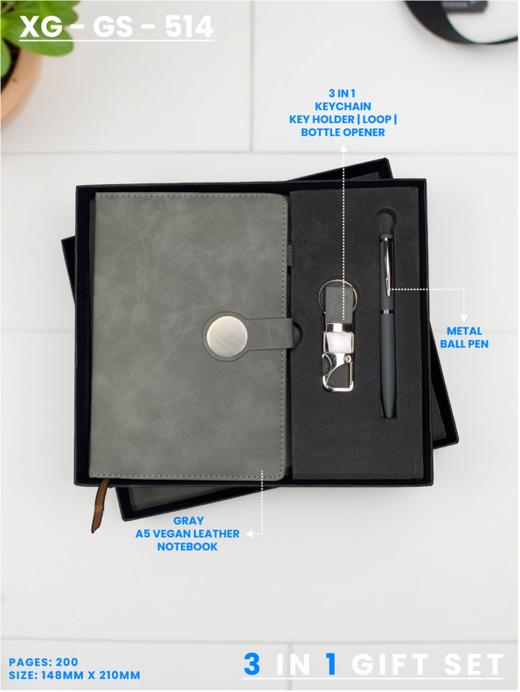 XG - GS - 514
3 IN 1
KEYCHAIN
KEY HOLDER | LOOP |
BOTTLE OPENER
METAL
BALL PEN
GRAY
A5 VEGAN LEATHER
NOTEBOOK
PAGES: 200
SIZE: 148MM X 210MM
3 IN 1 GIFT SET